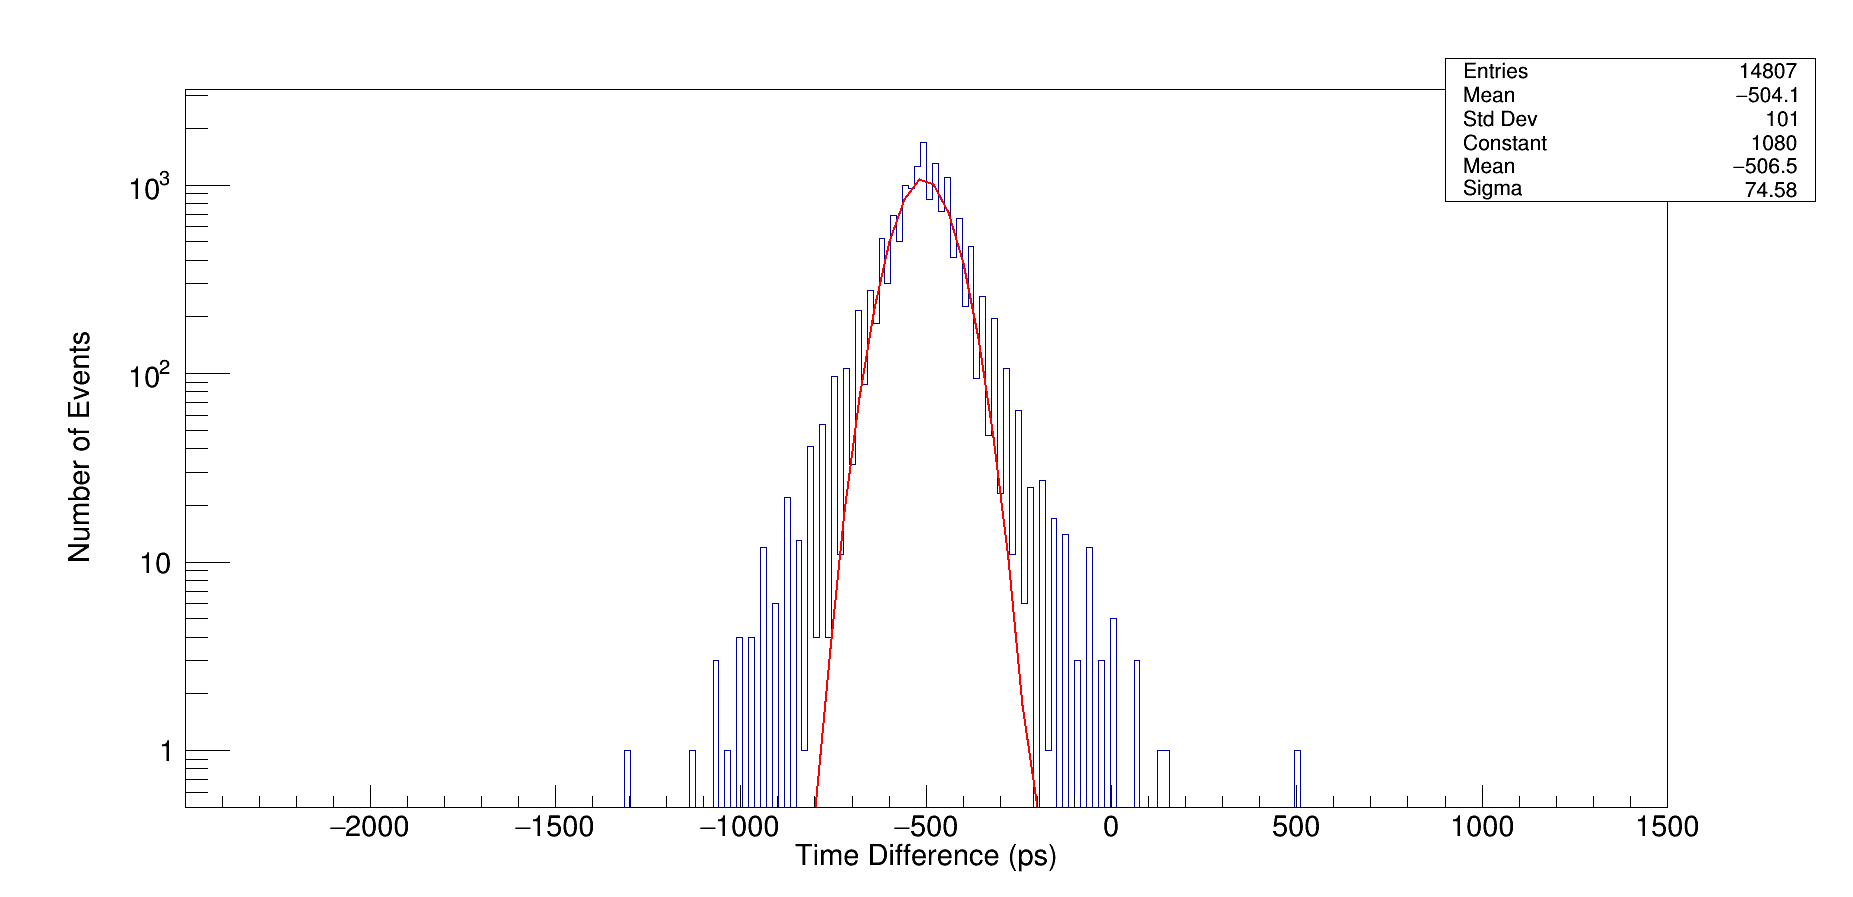 Entries 14807
Mean −504.1
Std Dev 101
Constant 1080
Mean −506.5
Sigma 74.58
10³
10²
10
1
Number of Events
−2000 −1500 −1000 −500 0 500 1000 1500
Time Difference (ps)